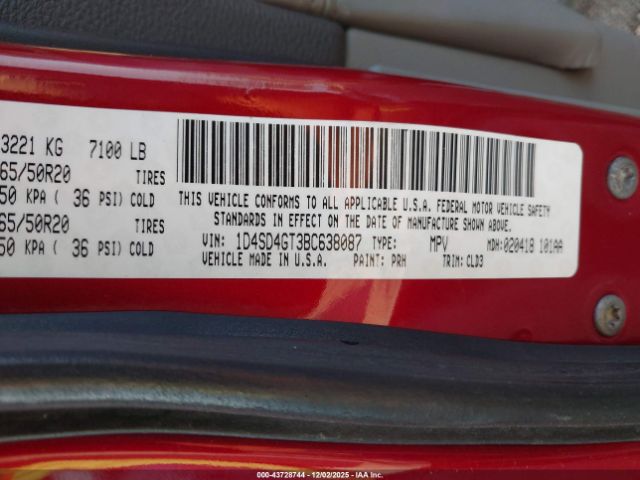 3221 KG 7100 LB
65/50R20 TIRES
50 KPA ( 36 PSI) COLD
65/50R20 TIRES
50 KPA ( 36 PSI) COLD
THIS VEHICLE CONFORMS TO ALL APPLICABLE U.S.A. FEDERAL MOTOR VEHICLE SAFETY
STANDARDS IN EFFECT ON THE DATE OF MANUFACTURE SHOWN ABOVE.
VIN: 1D4SD4GT3BC638087 TYPE: MPV MDH:020418 101AA
VEHICLE MADE IN U.S.A. PAINT: PRH TRIM: CLD3
00-43728744 - 12/02/2025 - IAA Inc.